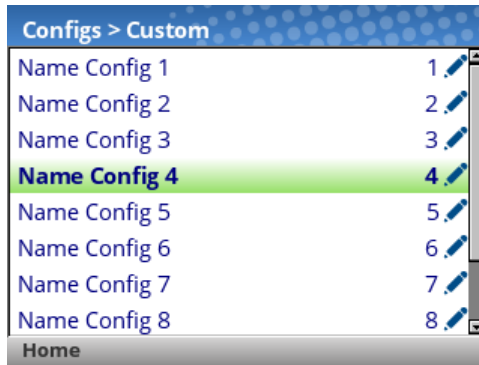 Configs > Custom
Name Config 1 1
Name Config 2 2
Name Config 3 3
Name Config 4 4
Name Config 5 5
Name Config 6 6
Name Config 7 7
Name Config 8 8
Home